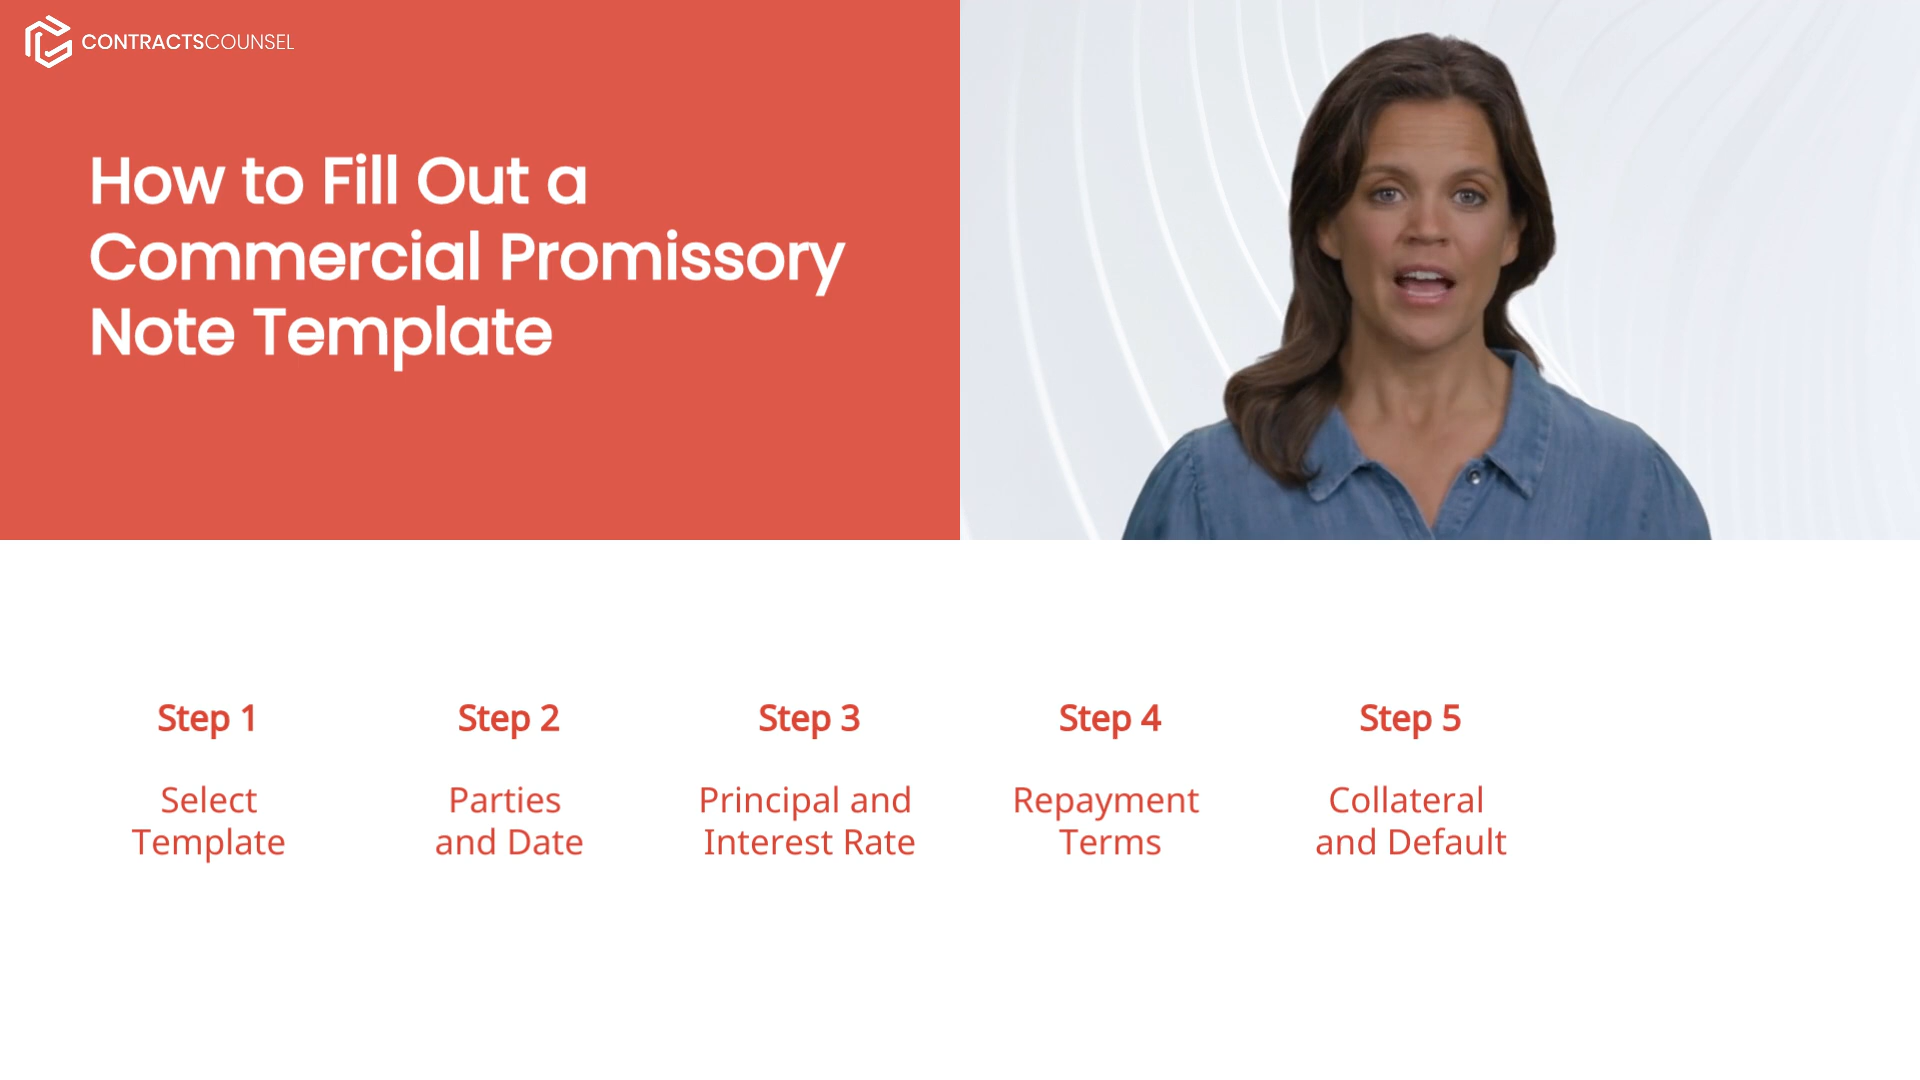 CONTRACTSCOUNSEL
How to Fill Out a
Commercial Promissory
Note Template
Step 1
Select
Template
Step 2
Parties
and Date
Step 3
Principal and
Interest Rate
Step 4
Repayment
Terms
Step 5
Collateral
and Default